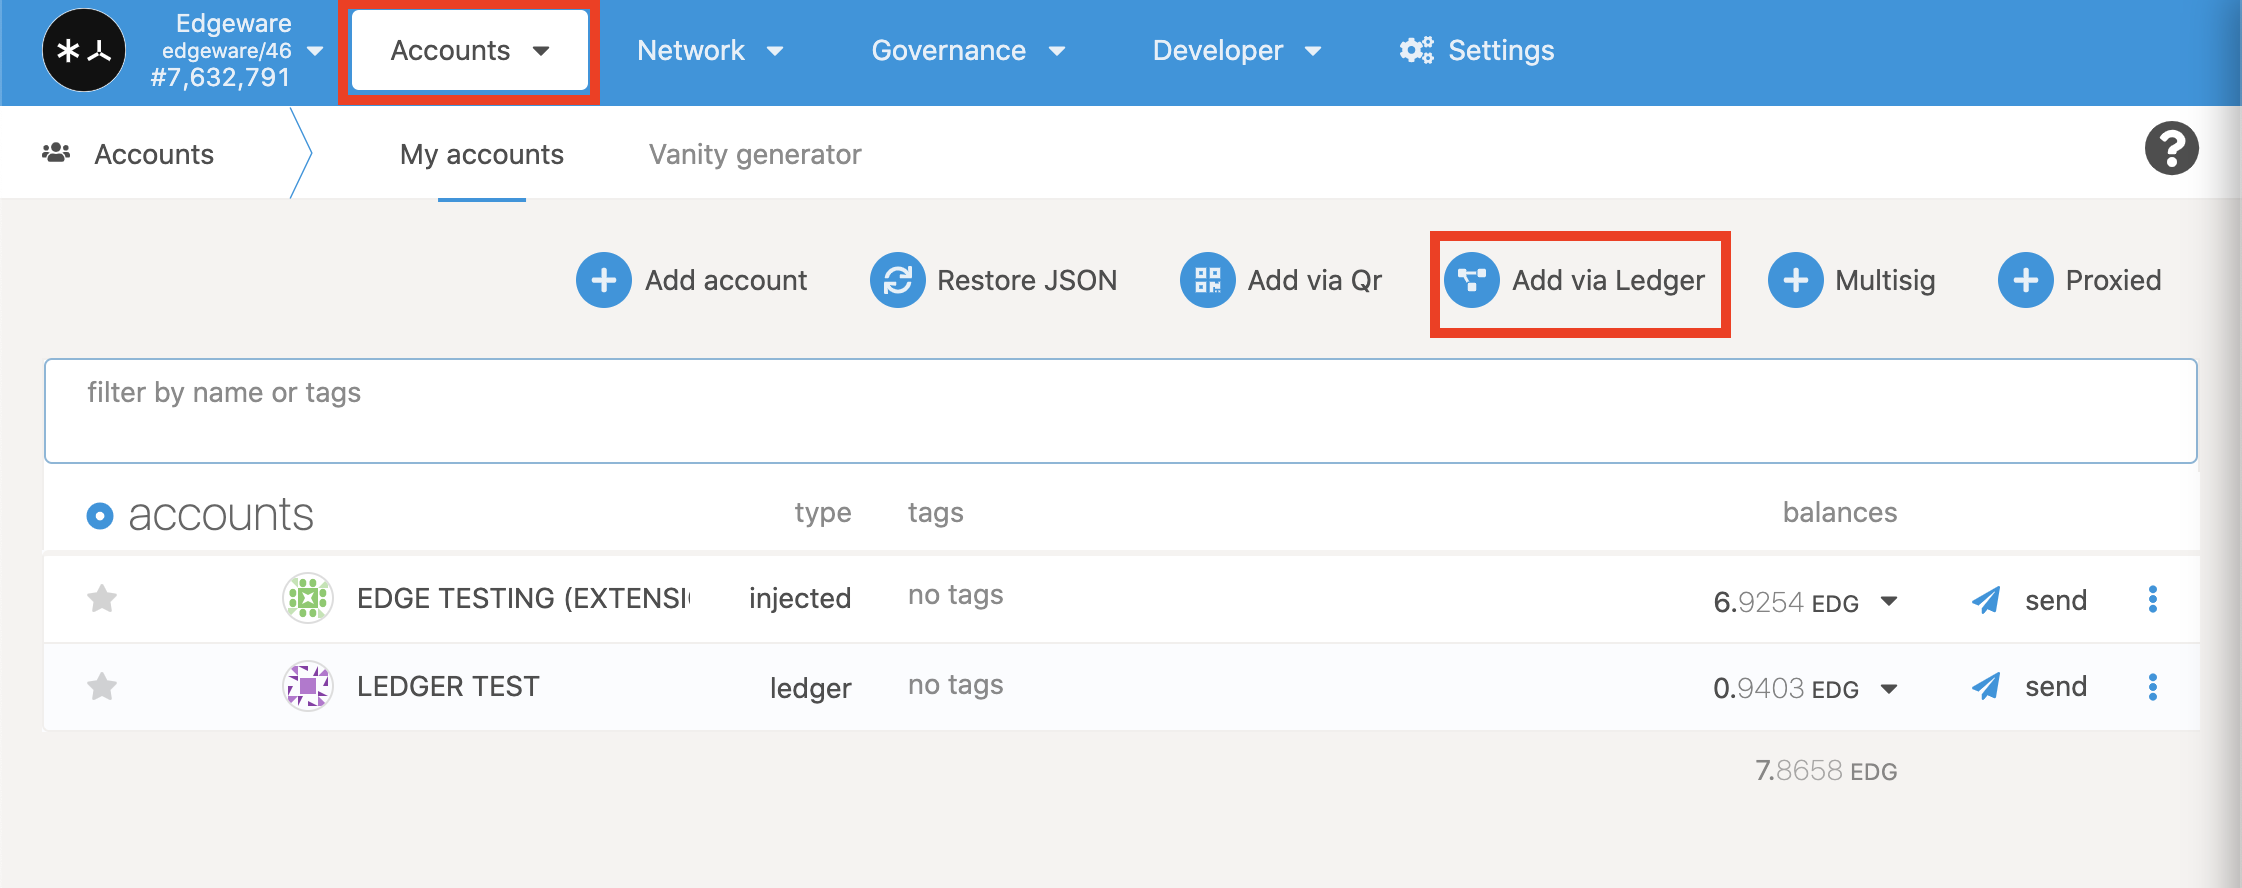 Edgeware
edgeware/46
#7,632,791
Accounts
Network
Governance
Developer
Settings
Accounts
My accounts
Vanity generator
?
Add account
Restore JSON
Add via Qr
Add via Ledger
Multisig
Proxied
filter by name or tags
accounts type tags balances
EDGE TESTING (EXTENSI injected no tags 6.9254 EDG send
LEDGER TEST ledger no tags 0.9403 EDG send
7.8658 EDG